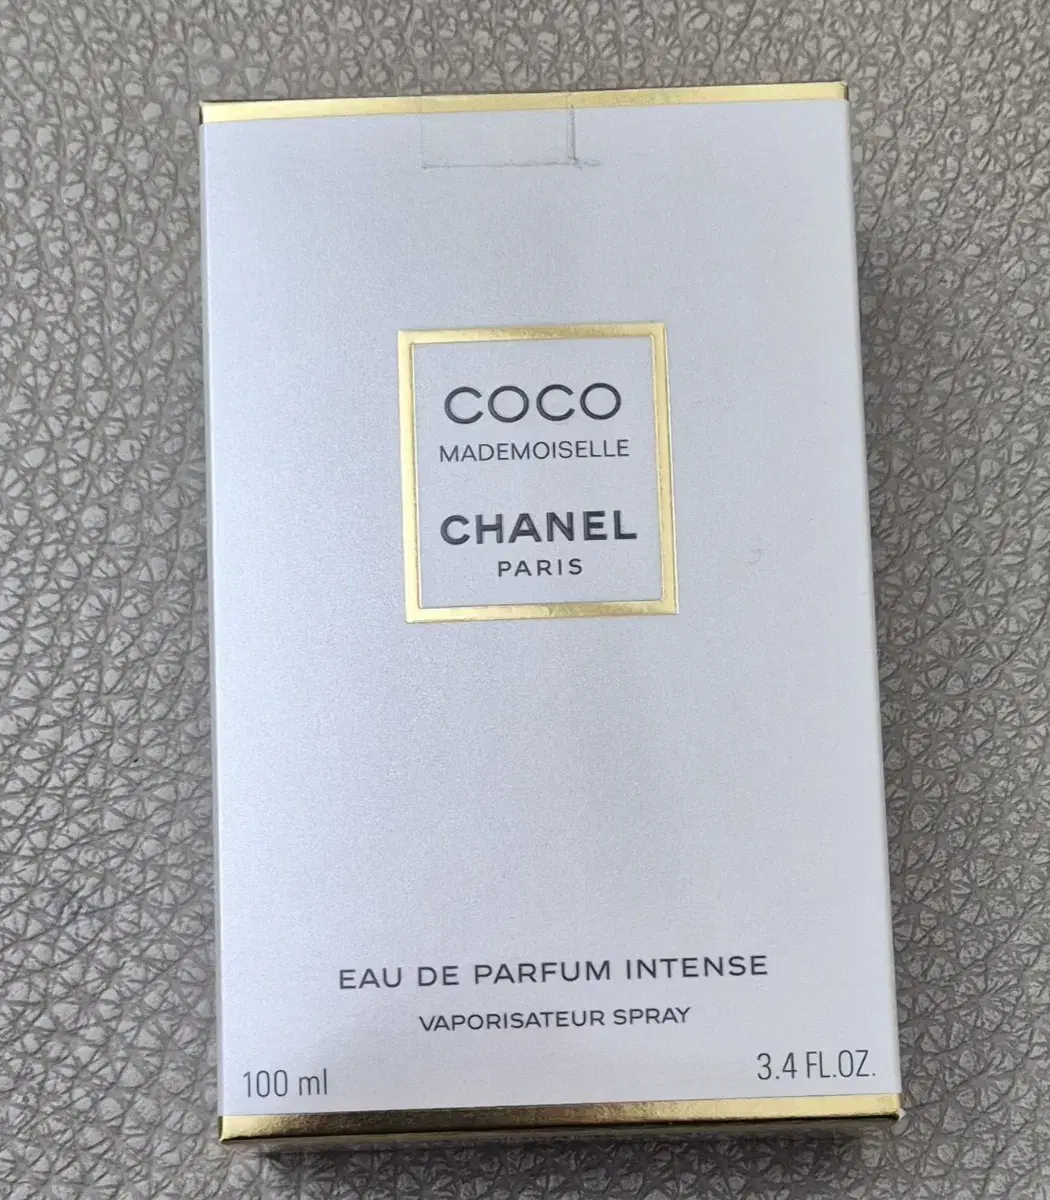 COCO
MADEMOISELLE
CHANEL
PARIS
EAU DE PARFUM INTENSE
VAPORISATEUR SPRAY
100 ml 3.4 FL.OZ.